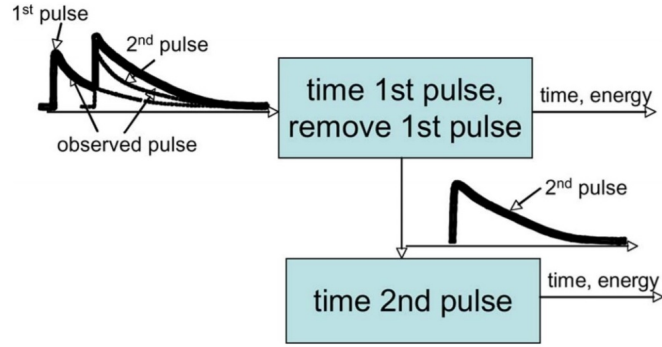 1st pulse
2nd pulse
observed pulse
time 1st pulse,
remove 1st pulse
time, energy
2nd pulse
time 2nd pulse
time, energy